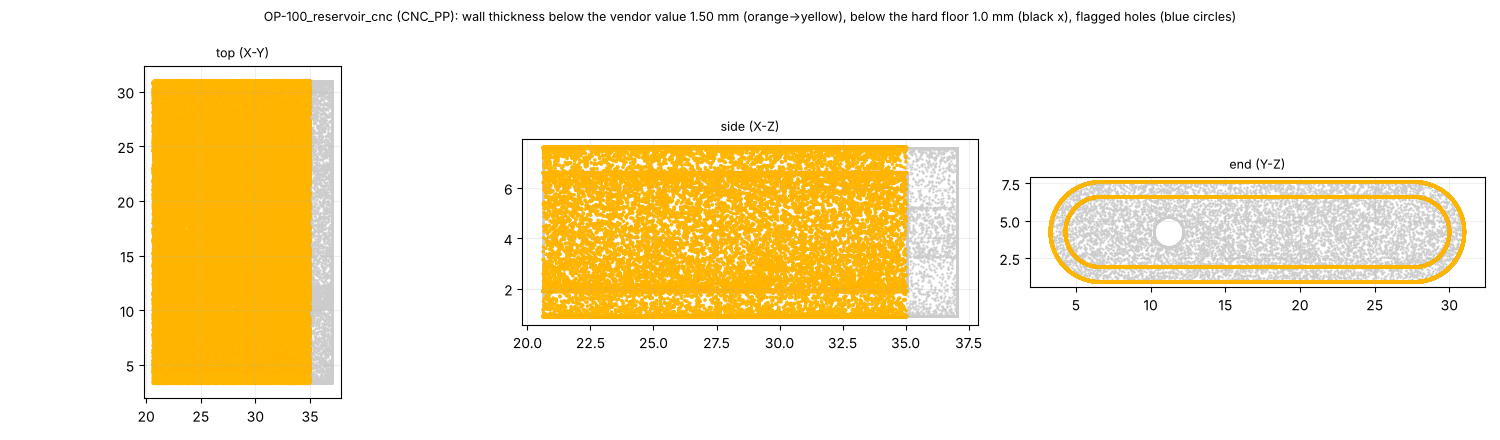 OP-100_reservoir_cnc (CNC_PP): wall thickness below the vendor value 1.50 mm (orange→yellow), below the hard floor 1.0 mm (black x), flagged holes (blue circles)
top (X-Y)
30
25
20
15
10
5
20 25 30 35
side (X-Z)
6
4
2
20.0 22.5 25.0 27.5 30.0 32.5 35.0 37.5
end (Y-Z)
7.5
5.0
2.5
5 10 15 20 25 30